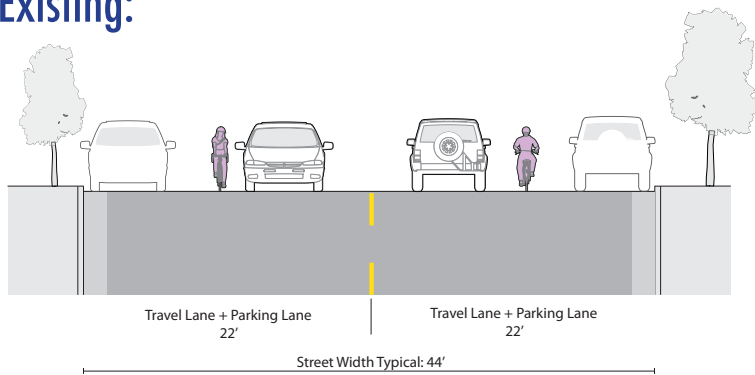 Existing:
Travel Lane + Parking Lane
22’
Travel Lane + Parking Lane
22’
Street Width Typical: 44’